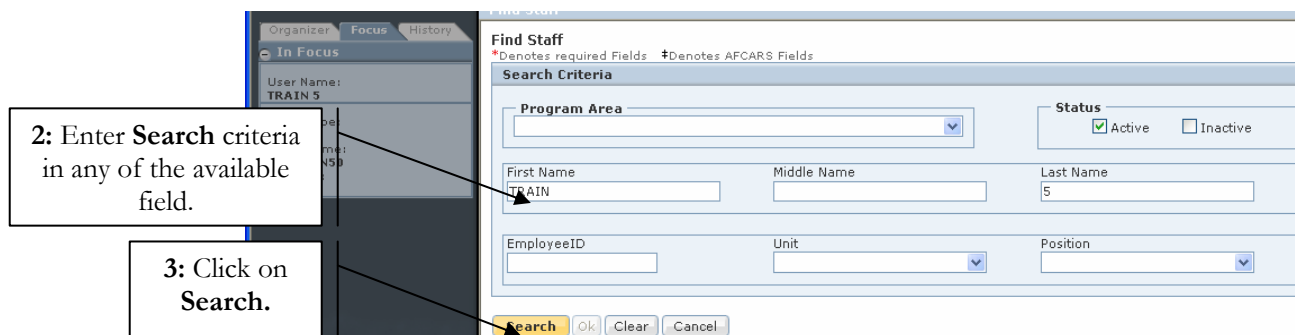 Find Staff
Organizer Focus History
In Focus
User Name:
TRAIN 5
2: Enter Search criteria
in any of the available
field.
3: Click on
Search.
Find Staff
*Denotes required Fields ‡Denotes AFCARS Fields
Search Criteria
Program Area
Status
Active Inactive
First Name Middle Name Last Name
TRAIN 5
EmployeeID Unit Position
Search Ok Clear Cancel